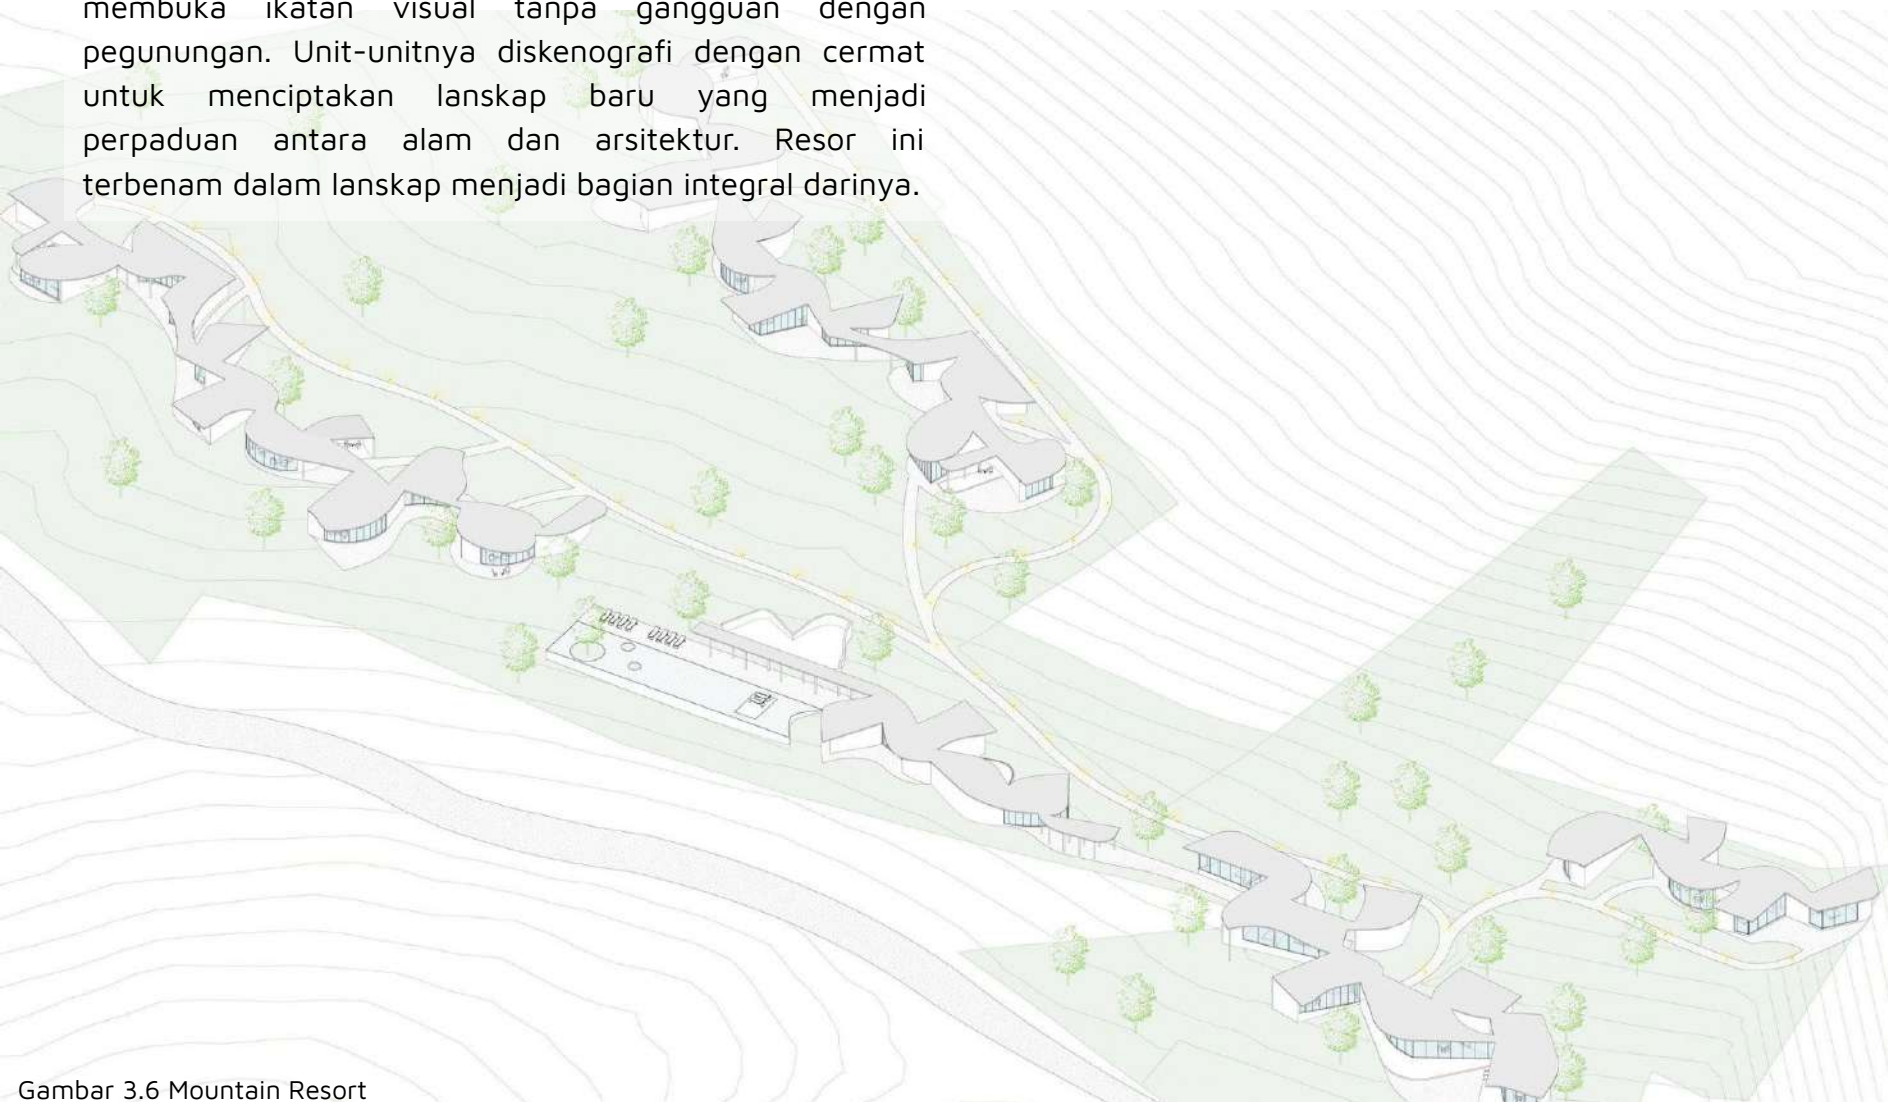 membuka ikatan visual tanpa gangguan dengan
pegunungan. Unit-unitnya diskenografi dengan cermat
untuk menciptakan lanskap baru yang menjadi
perpaduan antara alam dan arsitektur. Resor ini
terbenam dalam lanskap menjadi bagian integral darinya.
Gambar 3.6 Mountain Resort